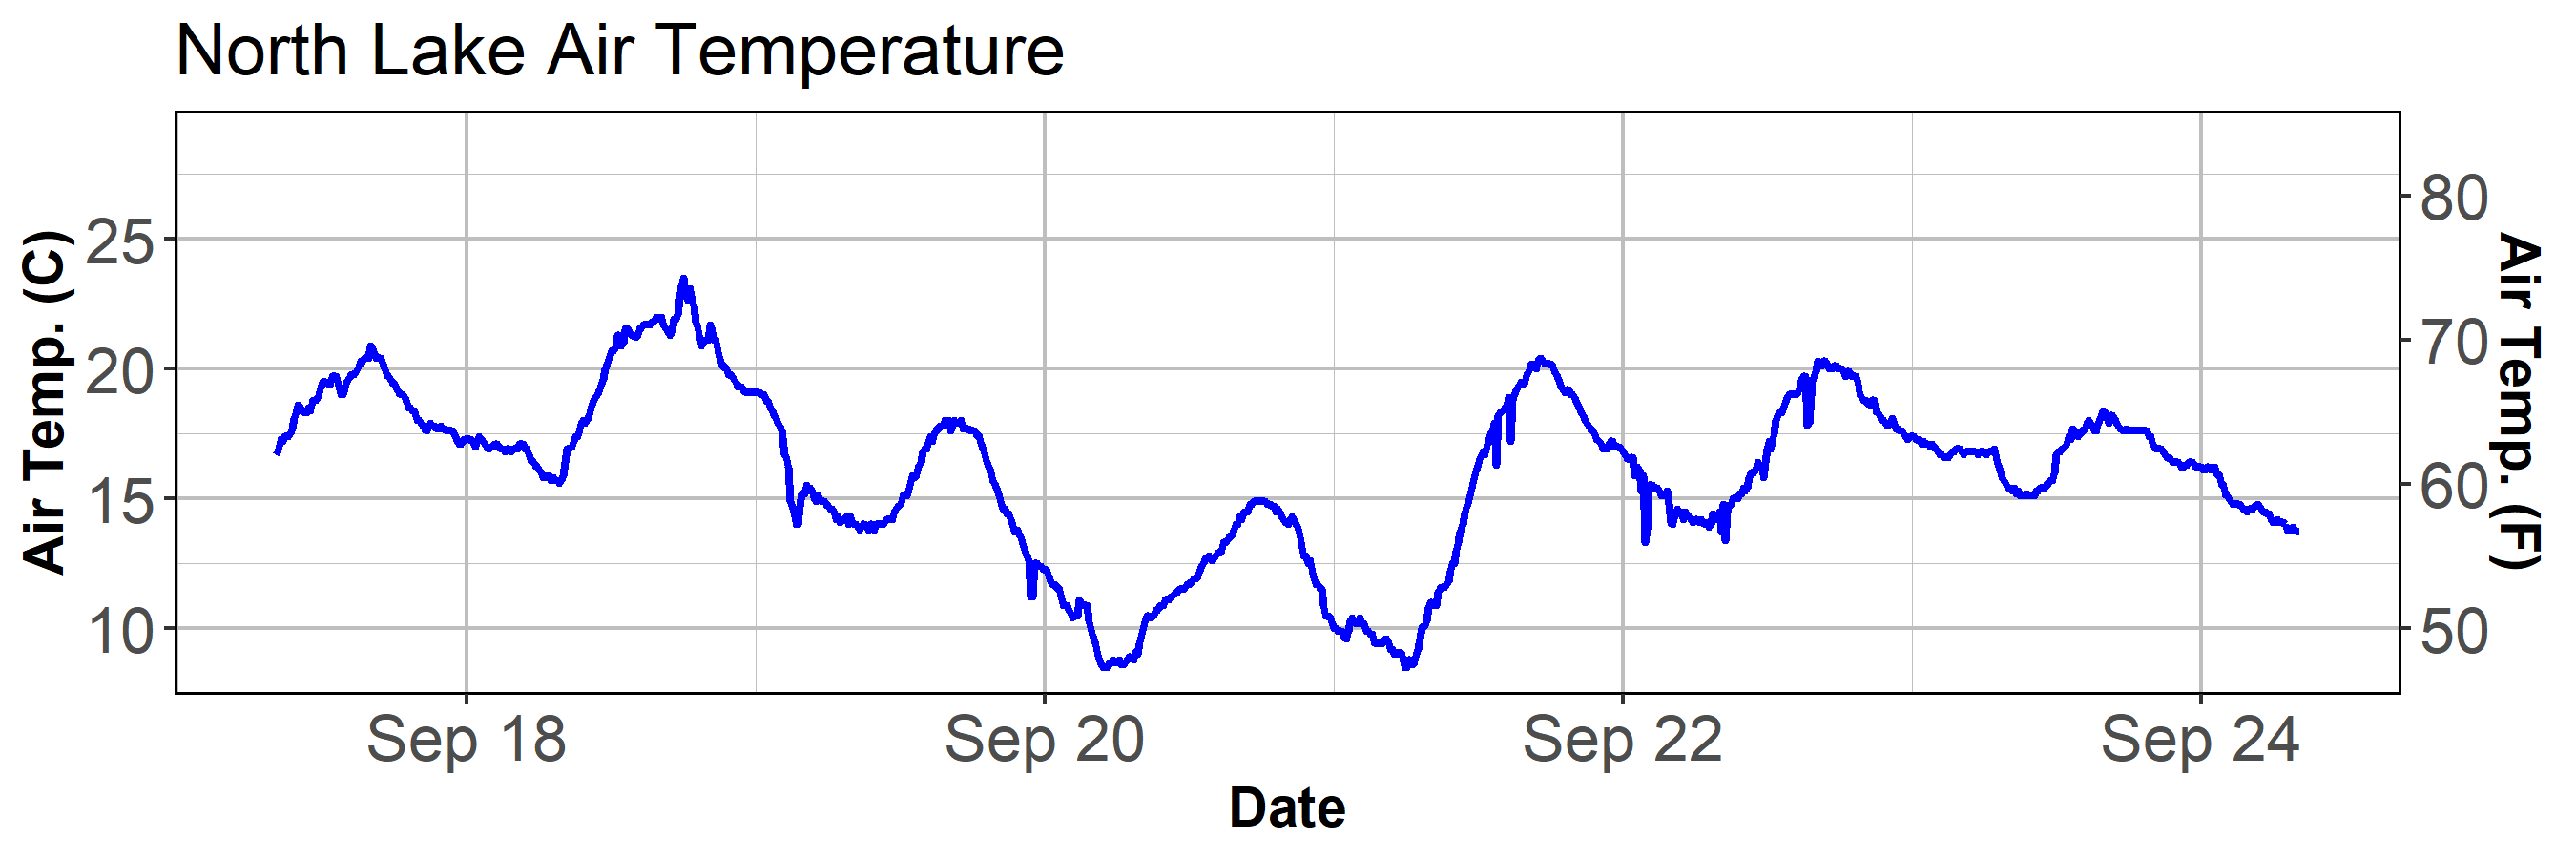 North Lake Air Temperature
Air Temp. (C)
25
20
15
10
80
70
60
50
Air Temp. (F)
Sep 18
Sep 20
Sep 22
Sep 24
Date